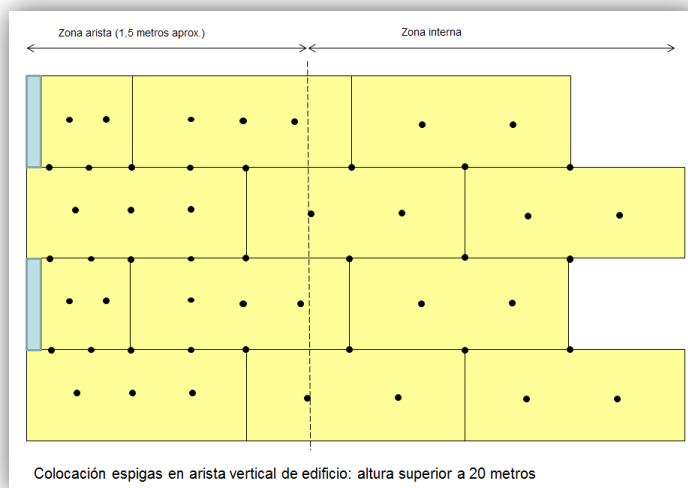 Zona arista (1,5 metros aprox.)
Zona interna
Colocación espigas en arista vertical de edificio: altura superior a 20 metros